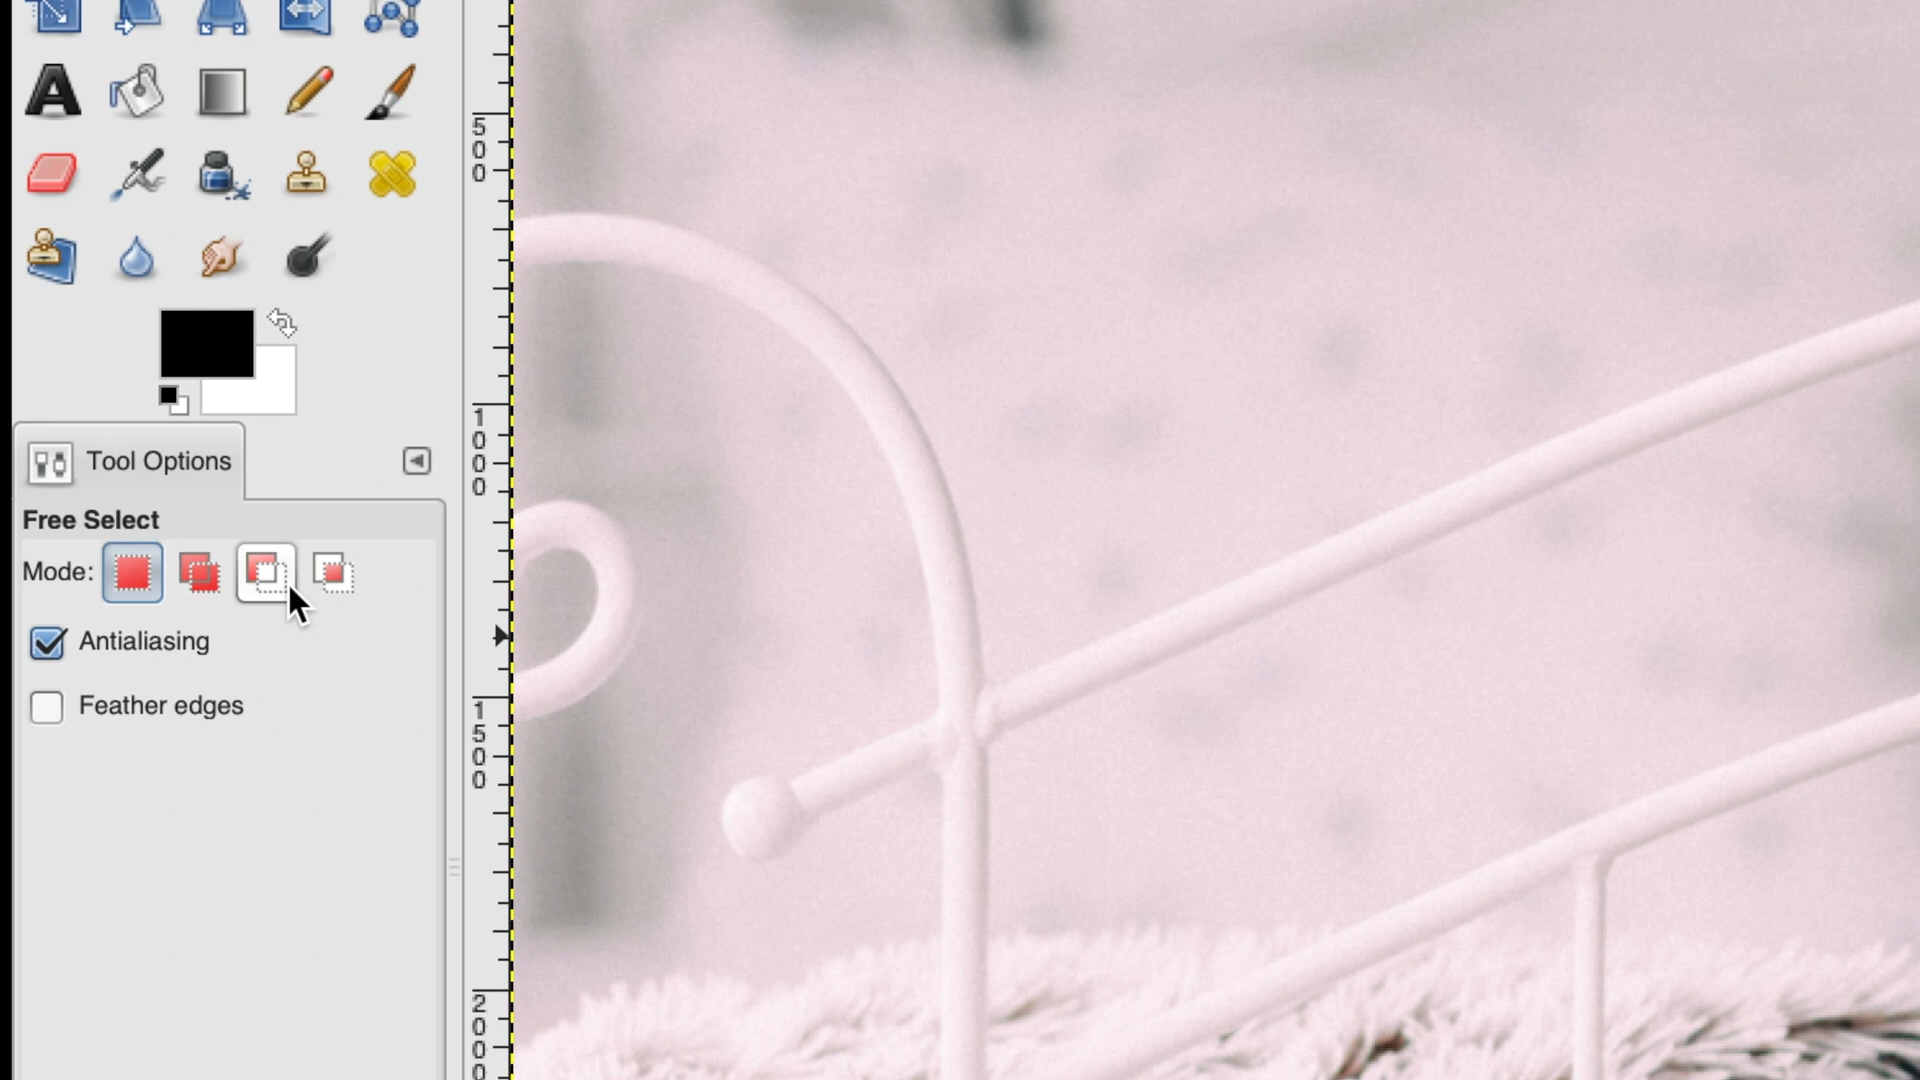 A
500
1000
Tool Options
Free Select
Mode:
Antialiasing
Feather edges
1500
2000